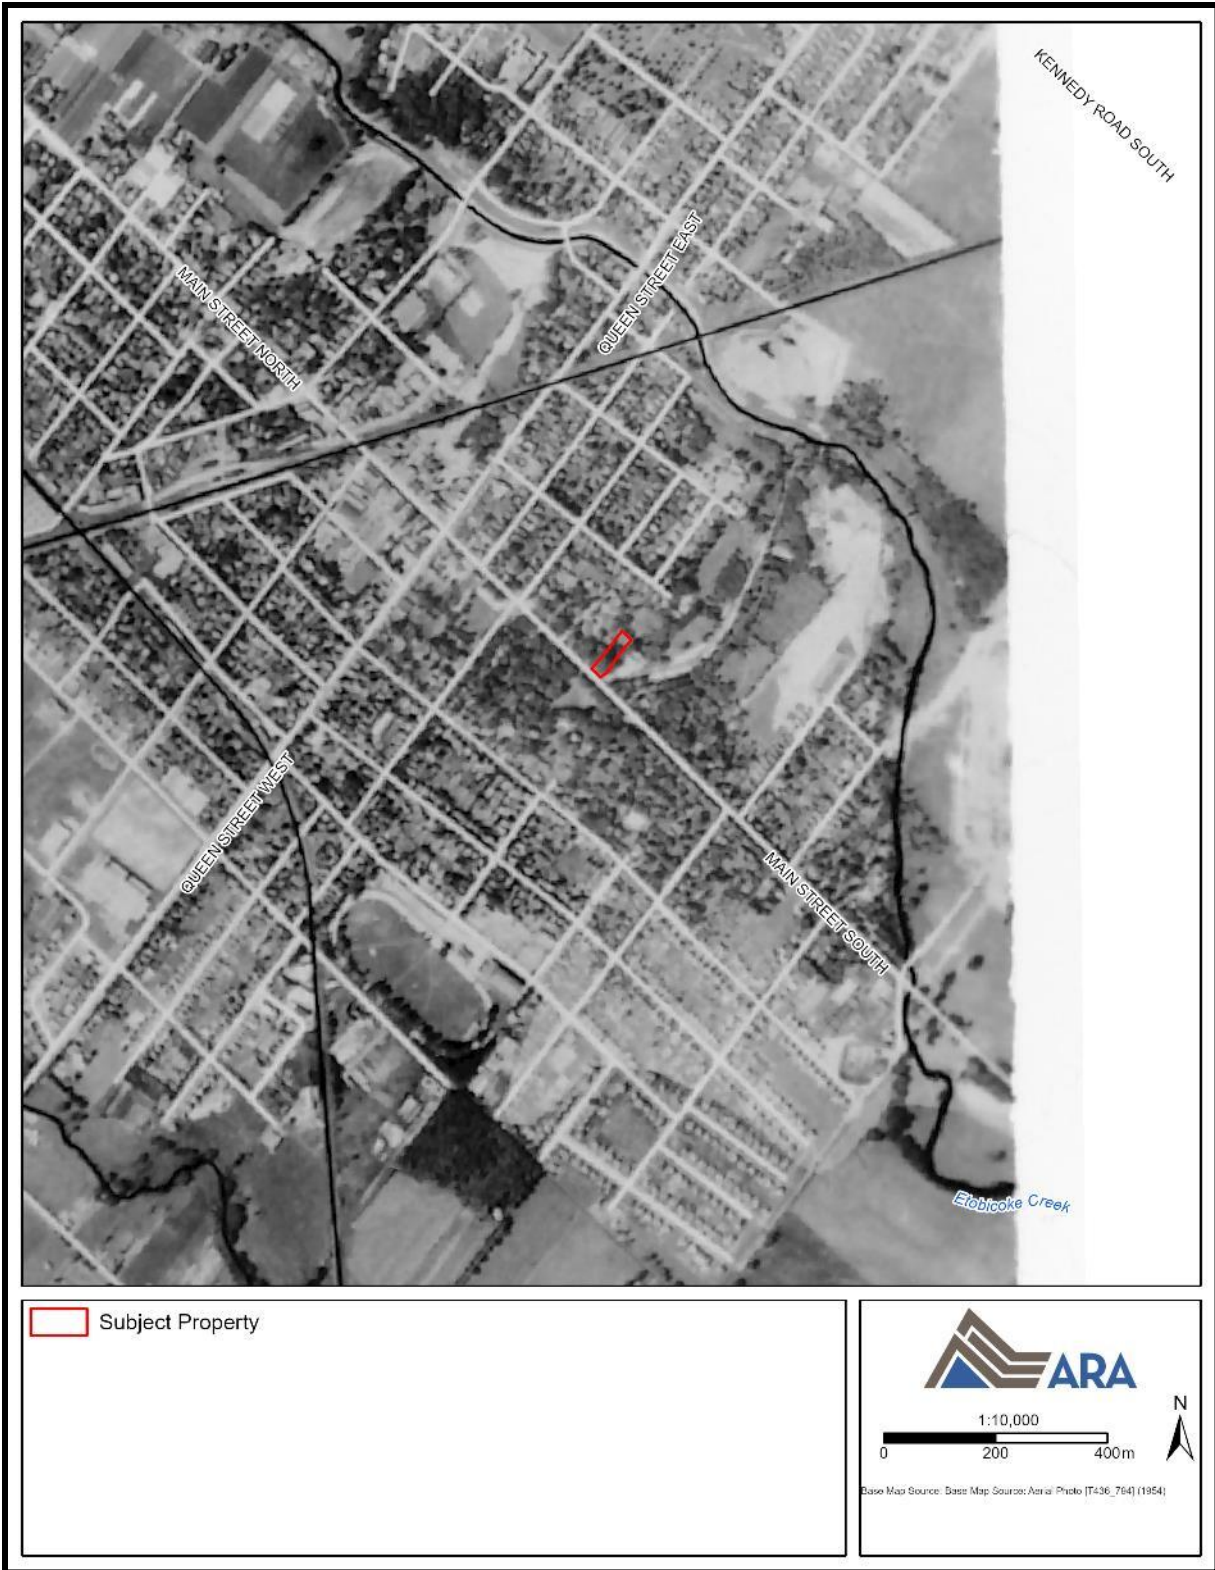 KENNEDY ROAD SOUTH
QUEEN STREET EAST
MAIN STREET NORTH
QUEEN STREET WEST
MAIN STREET SOUTH
Etobicoke Creek
Subject Property
ARA
N
1:10,000
0 200 400m
Base Map Source: Base Map Source: Aerial Photo [T436_794] (1954)